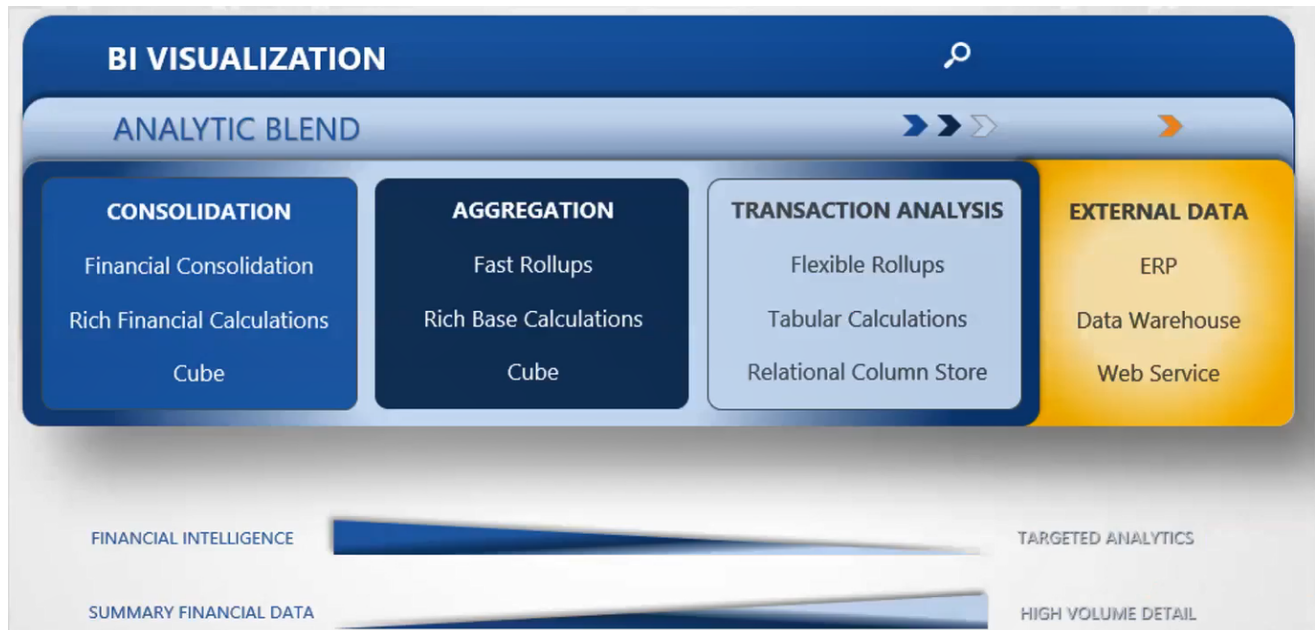 BI VISUALIZATION
ANALYTIC BLEND
CONSOLIDATION
Financial Consolidation
Rich Financial Calculations
Cube
AGGREGATION
Fast Rollups
Rich Base Calculations
Cube
TRANSACTION ANALYSIS
Flexible Rollups
Tabular Calculations
Relational Column Store
EXTERNAL DATA
ERP
Data Warehouse
Web Service
FINANCIAL INTELLIGENCE
TARGETED ANALYTICS
SUMMARY FINANCIAL DATA
HIGH VOLUME DETAIL